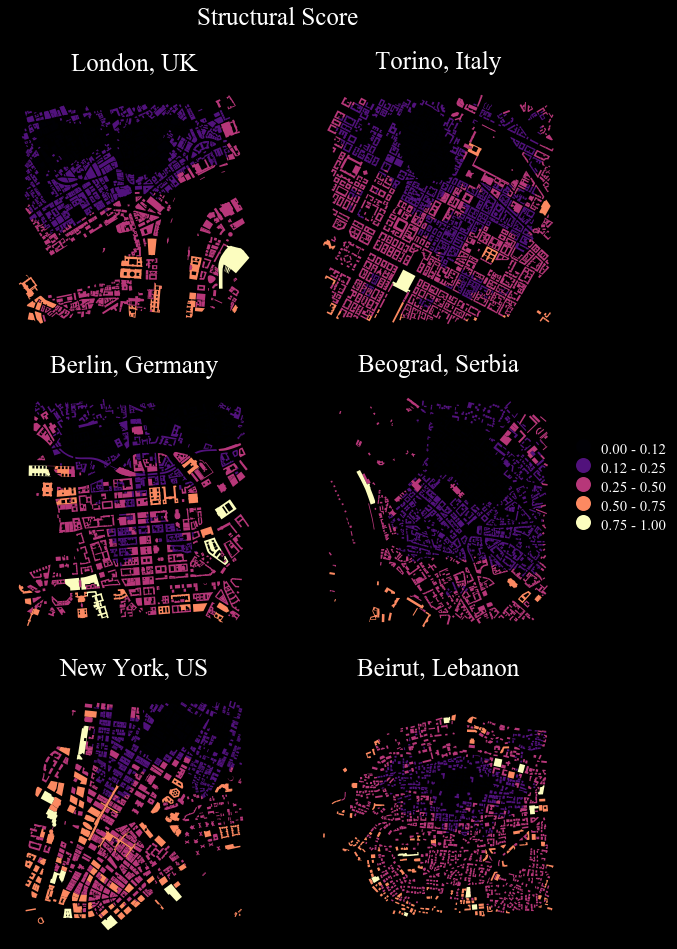 Structural Score
London, UK
Torino, Italy
Berlin, Germany
Beograd, Serbia
0.00 - 0.12
0.12 - 0.25
0.25 - 0.50
0.50 - 0.75
0.75 - 1.00
New York, US
Beirut, Lebanon